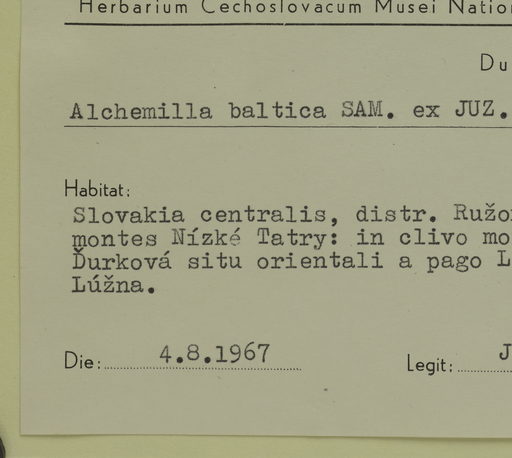 Herbarium Cechoslovacum Musei Natio
Du
Alchemilla baltica SAM. ex JUZ.
Habitat:
Slovakia centralis, distr. Ružo
montes Nízké Tatry: in clivo mo
Ďurková situ orientali a pago L
Lúžna.
Die: 4.8.1967 Legit: J